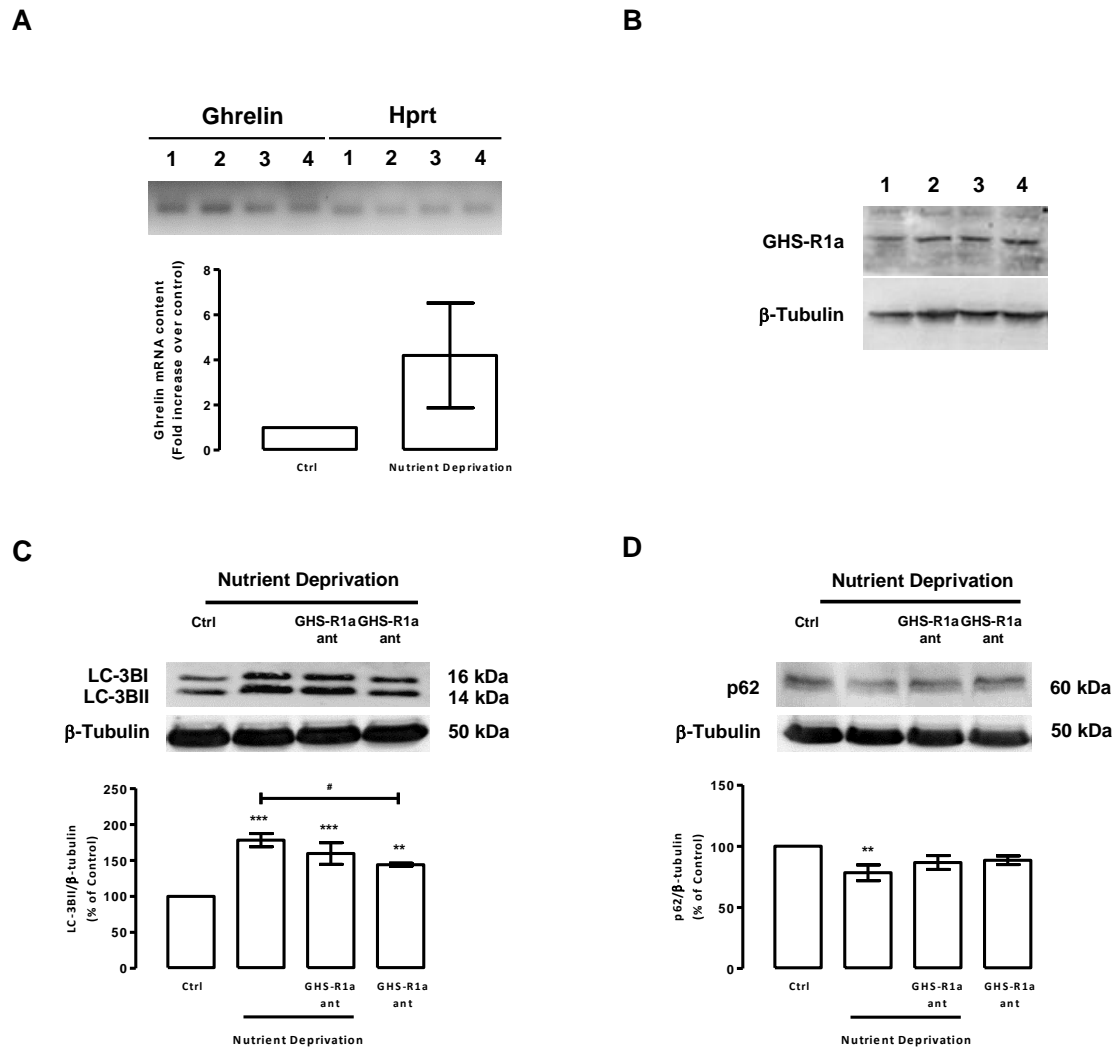 A
Ghrelin Hprt
1 2 3 4 1 2 3 4
Ghrelin mRNA content
(Fold increase over control)
8
6
4
2
0
Ctrl Nutrient Deprivation
B
1 2 3 4
GHS-R1a
β-Tubulin
C
Nutrient Deprivation
Ctrl GHS-R1a GHS-R1a
ant ant
LC-3BI 16 kDa
LC-3BII 14 kDa
β-Tubulin 50 kDa
LC-3BII/β-tubulin
(% of Control)
250
200
150
100
50
0
#
*** *** **
Ctrl GHS-R1a GHS-R1a
ant ant
Nutrient Deprivation
D
Nutrient Deprivation
Ctrl GHS-R1a GHS-R1a
ant ant
p62 60 kDa
β-Tubulin 50 kDa
p62/β-tubulin
(% of Control)
150
100
50
0
**
Ctrl GHS-R1a GHS-R1a
ant ant
Nutrient Deprivation